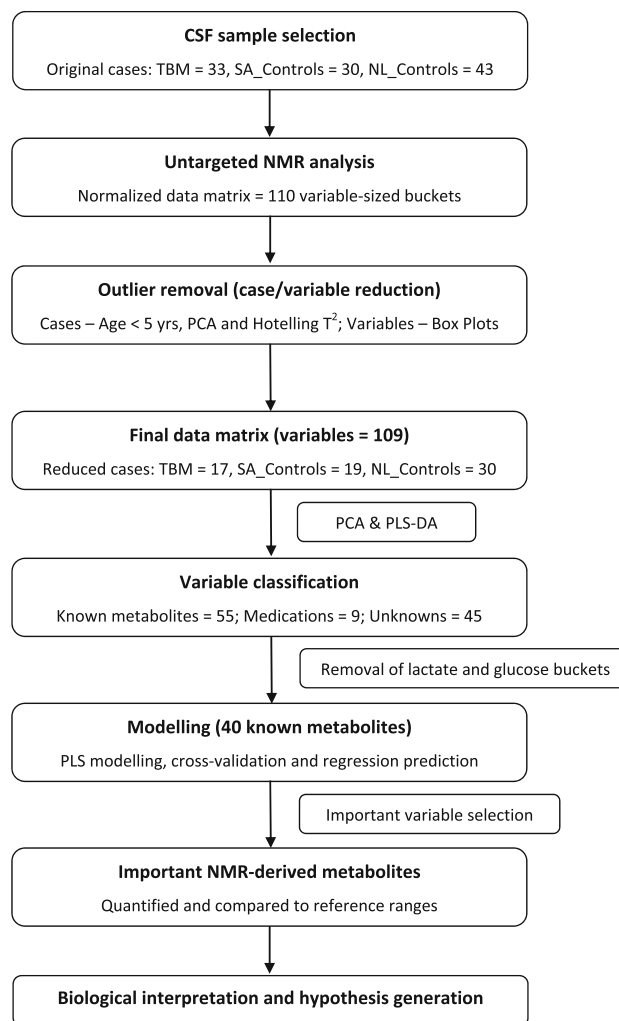 CSF sample selection
Original cases: TBM = 33, SA_Controls = 30, NL_Controls = 43
Untargeted NMR analysis
Normalized data matrix = 110 variable-sized buckets
Outlier removal (case/variable reduction)
Cases – Age < 5 yrs, PCA and Hotelling T²; Variables – Box Plots
Final data matrix (variables = 109)
Reduced cases: TBM = 17, SA_Controls = 19, NL_Controls = 30
PCA & PLS-DA
Variable classification
Known metabolites = 55; Medications = 9; Unknowns = 45
Removal of lactate and glucose buckets
Modelling (40 known metabolites)
PLS modelling, cross-validation and regression prediction
Important variable selection
Important NMR-derived metabolites
Quantified and compared to reference ranges
Biological interpretation and hypothesis generation